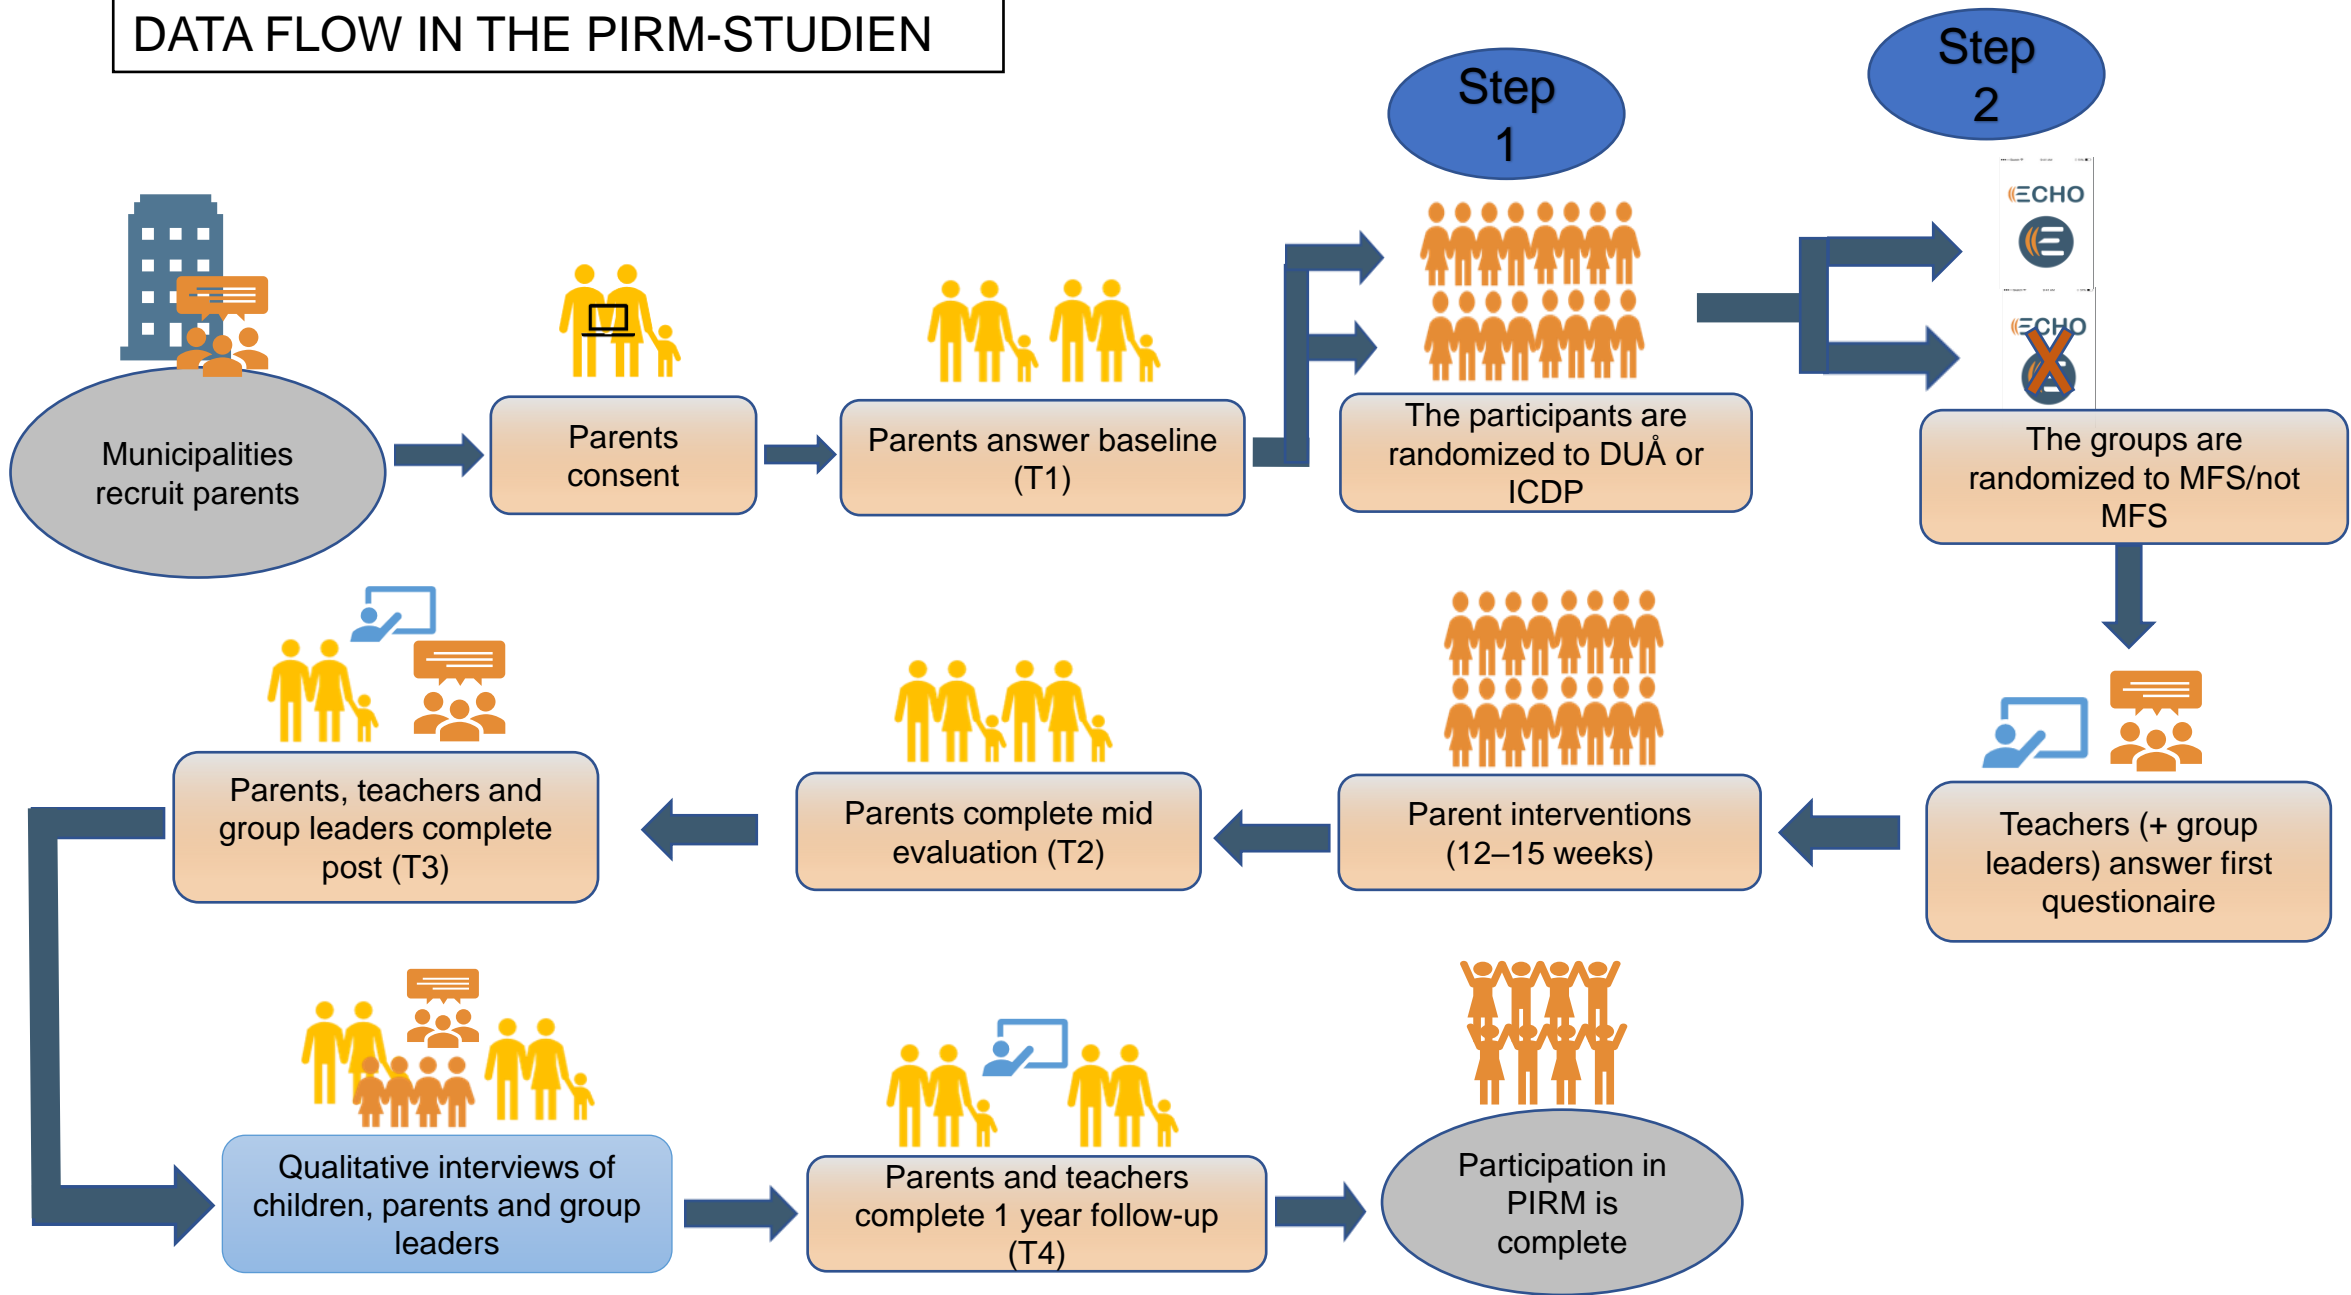 DATA FLOW IN THE PIRM-STUDIEN
Step
1
Step
2
ECHO
ECHO
Municipalities
recruit parents
Parents
consent
Parents answer baseline
(T1)
The participants are
randomized to DUÅ or
ICDP
The groups are
randomized to MFS/not
MFS
Parents, teachers and
group leaders complete
post (T3)
Parents complete mid
evaluation (T2)
Parent interventions
(12–15 weeks)
Teachers (+ group
leaders) answer first
questionaire
Qualitative interviews of
children, parents and group
leaders
Parents and teachers
complete 1 year follow-up
(T4)
Participation in
PIRM is
complete